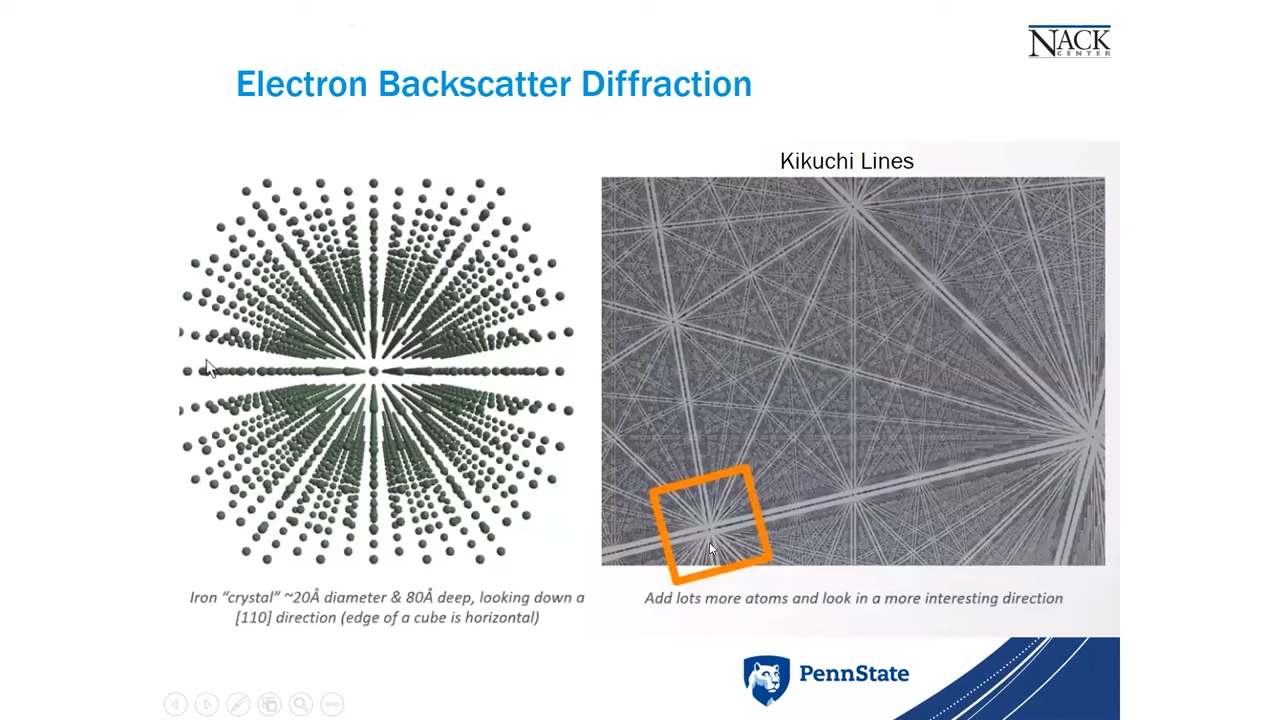 NACK
CENTER
Electron Backscatter Diffraction
Kikuchi Lines
Iron “crystal” ~20Å diameter & 80Å deep, looking down a
[110] direction (edge of a cube is horizontal)
Add lots more atoms and look in a more interesting direction
PennState